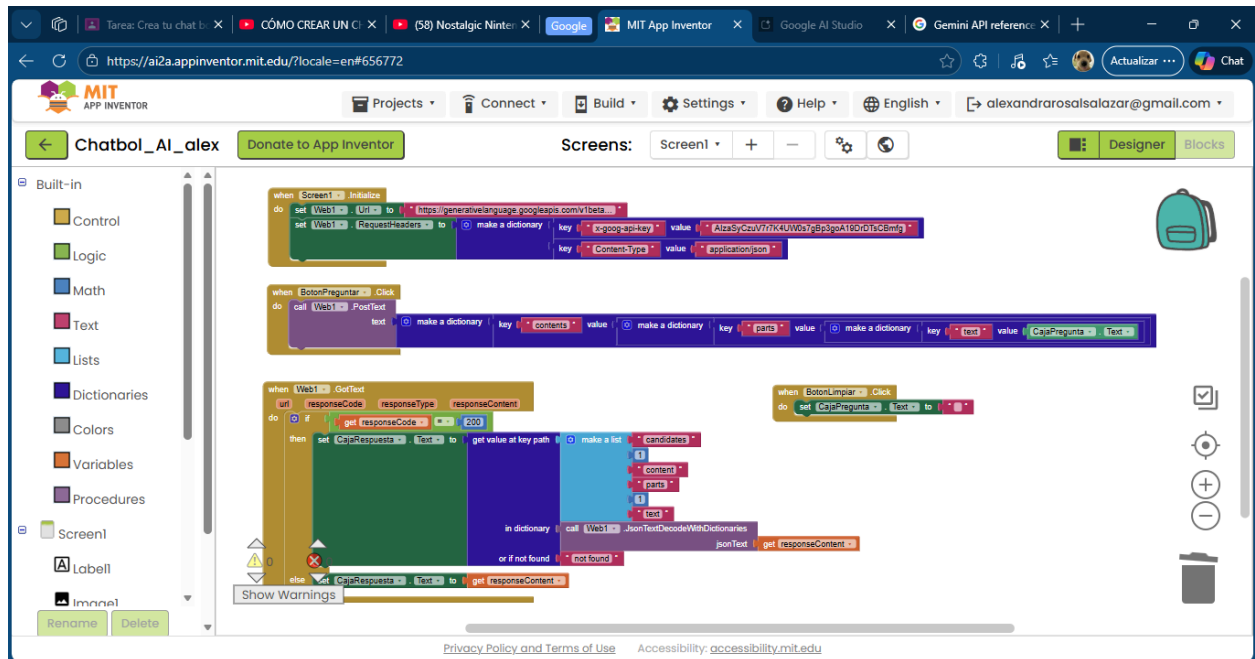 Tarea: Crea tu chat bo
CÓMO CREAR UN CH
(58) Nostalgic Ninten
Google
MIT App Inventor
Google AI Studio
Gemini API reference
https://ai2a.appinventor.mit.edu/?locale=en#656772
Actualizar
Chat
MIT
APP INVENTOR
Projects
Connect
Build
Settings
Help
English
alexandrarosalsalazar@gmail.com
Chatbol_AI_alex
Donate to App Inventor
Screens:
Screen1
Designer
Blocks
Built-in
Control
Logic
Math
Text
Lists
Dictionaries
Colors
Variables
Procedures
Screen1
Label1
Image1
Rename
Delete
when Screen1 .Initialize
do set Web1 . Url to " https://generativelanguage.googleapis.com/v1beta... "
set Web1 . RequestHeaders to make a dictionary key " x-goog-api-key " value " AIzaSyCzuV7r7K4UW0s7gBp3goA19DrDTsCBmfg "
key " Content-Type " value " application/json "
when BotonPreguntar .Click
do call Web1 .PostText
text make a dictionary key " contents " value make a dictionary key " parts " value make a dictionary key " text " value CajaPregunta . Text
when Web1 .GotText
url responseCode responseType responseContent
do if get responseCode = 200
then set CajaRespuesta . Text to get value at key path make a list " candidates "
1
" content "
" parts "
1
" text "
in dictionary call Web1 .JsonTextDecodeWithDictionaries
jsonText get responseContent
or if not found " not found "
else set CajaRespuesta . Text to get responseContent
when BotonLimpiar .Click
do set CajaPregunta . Text to " "
0
Show Warnings
Privacy Policy and Terms of Use
Accessibility: accessibility.mit.edu